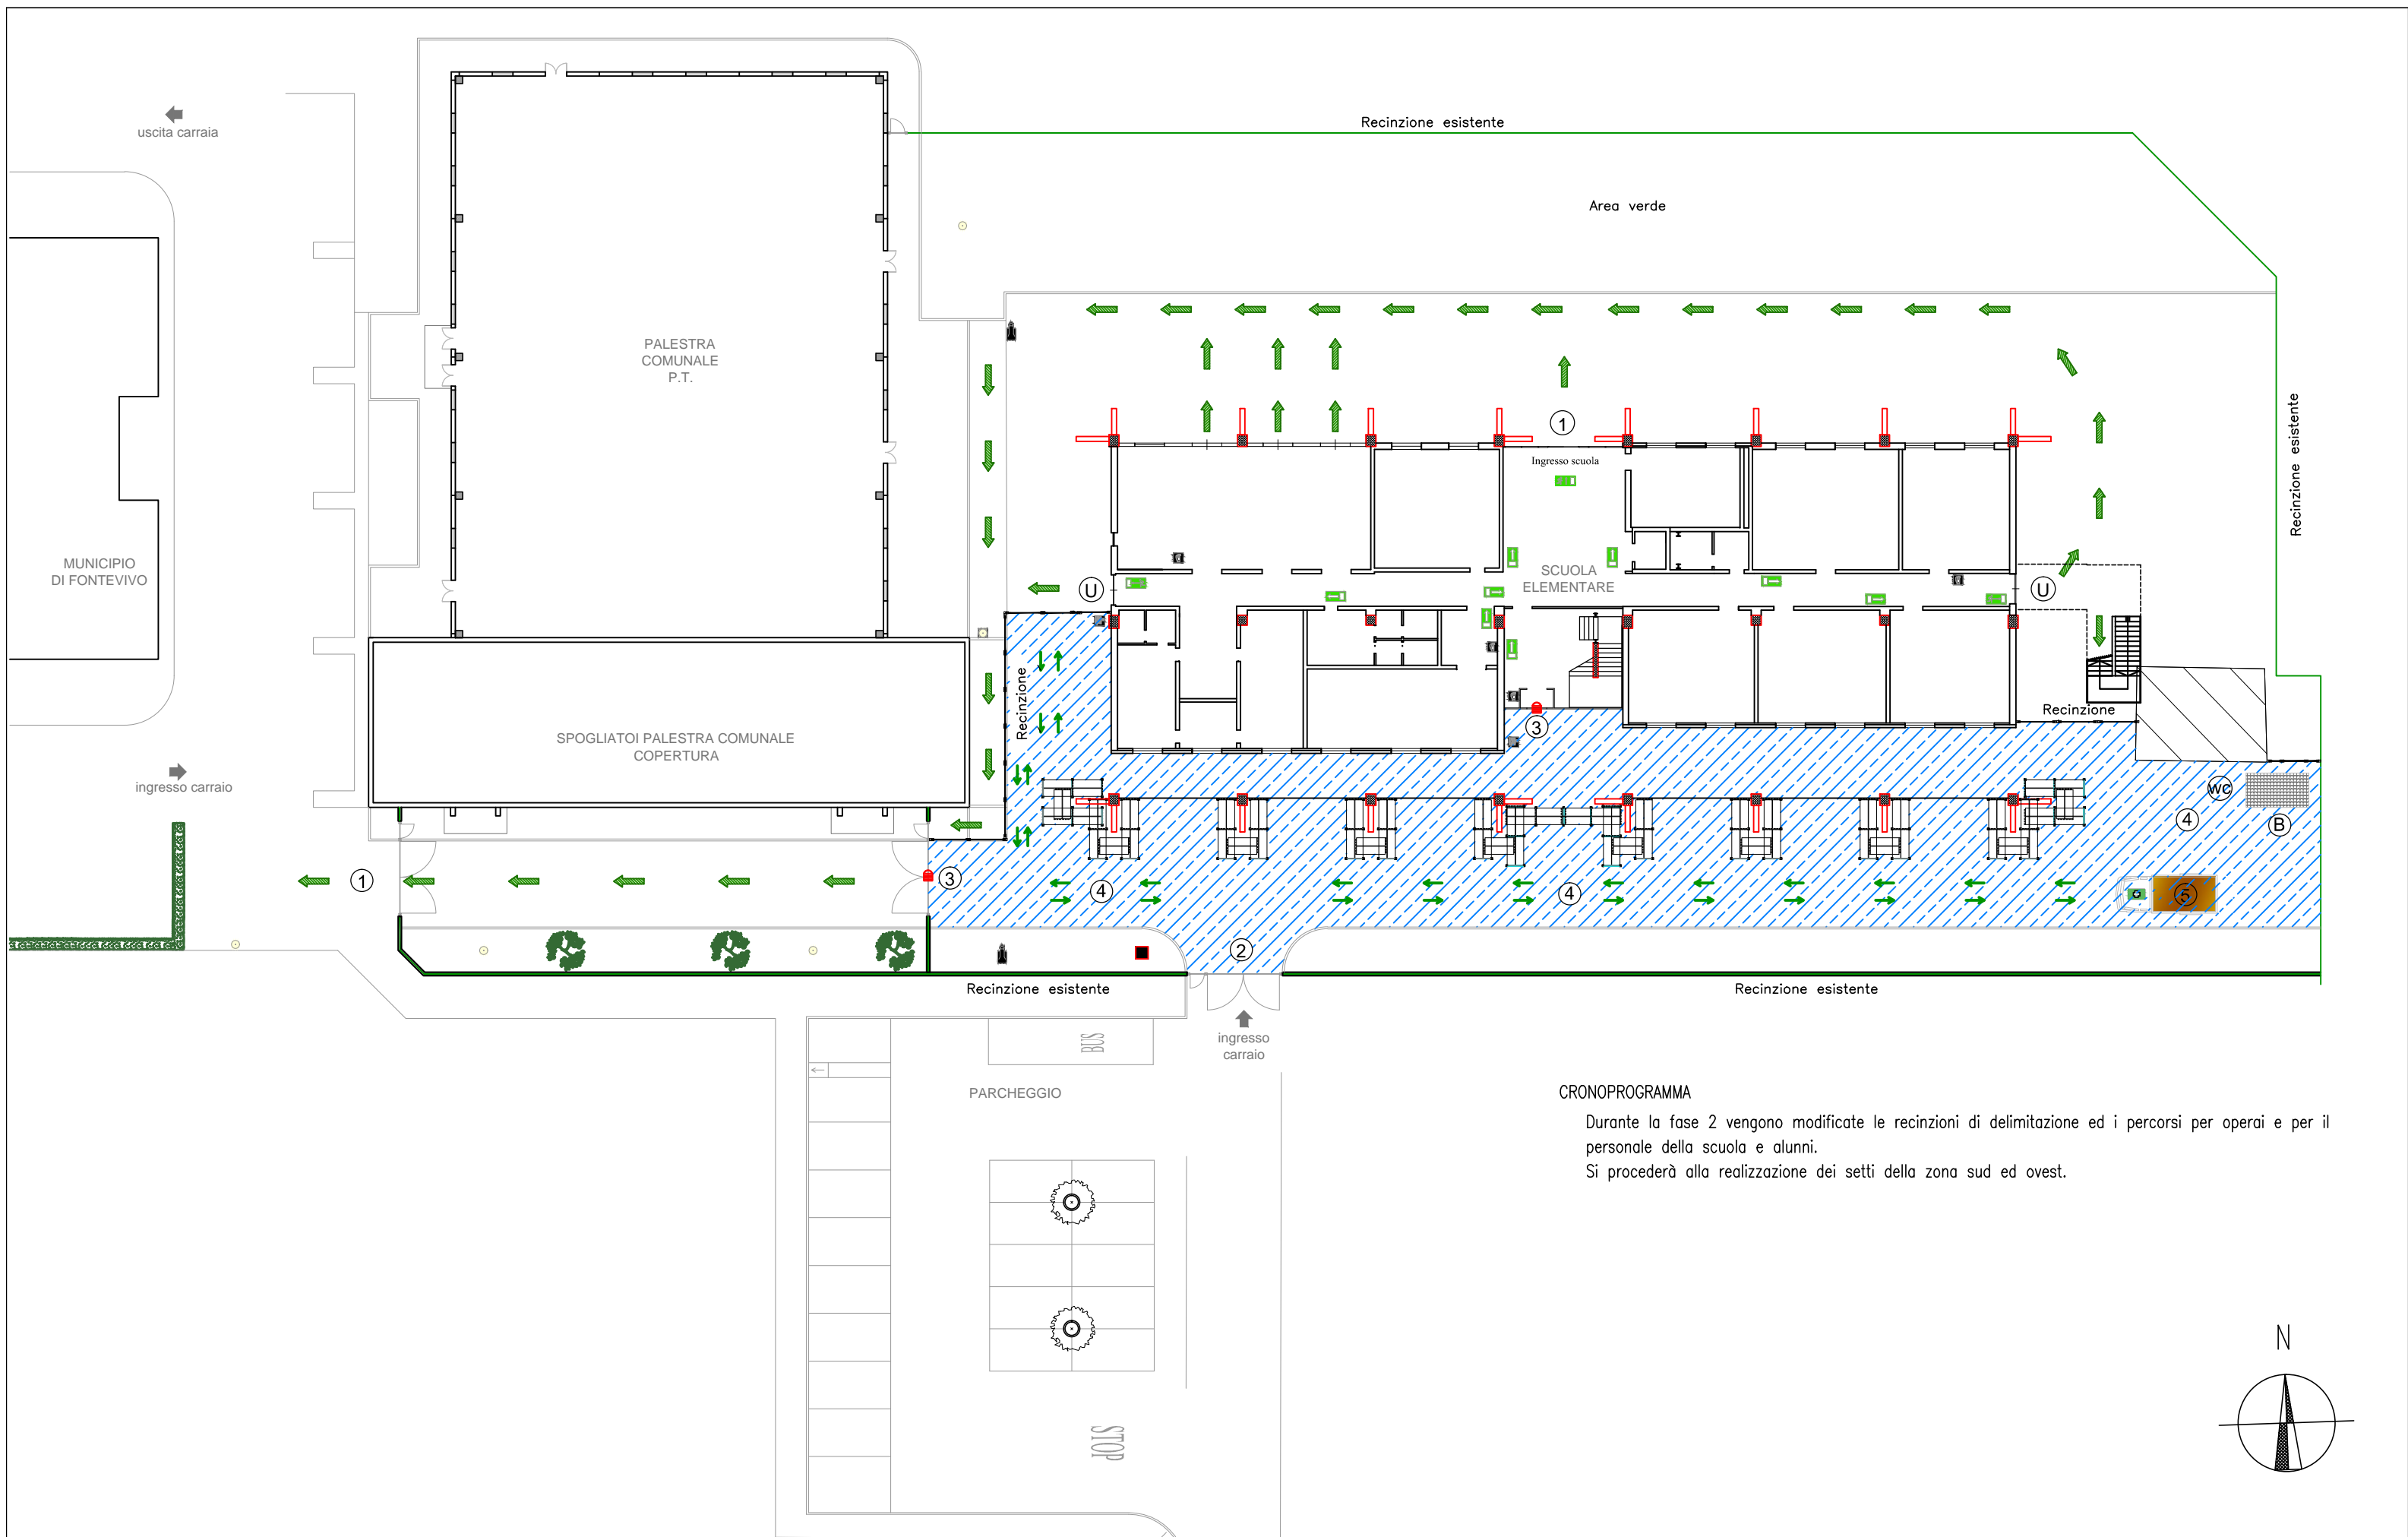 uscita carraia
Recinzione esistente
Area verde
PALESTRA
COMUNALE
P.T.
Recinzione esistente
1
Ingresso scuola
MUNICIPIO
DI FONTEVIVO
SCUOLA
ELEMENTARE
U
U
Recinzione
Recinzione
3
SPOGLIATOI PALESTRA COMUNALE
COPERTURA
ingresso carraio
WC
4
B
1
3
4
4
5
2
Recinzione esistente
Recinzione esistente
BUS
ingresso
carraio
PARCHEGGIO
CRONOPROGRAMMA
Durante la fase 2 vengono modificate le recinzioni di delimitazione ed i percorsi per operai e per il
personale della scuola e alunni.
Si procederà alla realizzazione dei setti della zona sud ed ovest.
N
STOP